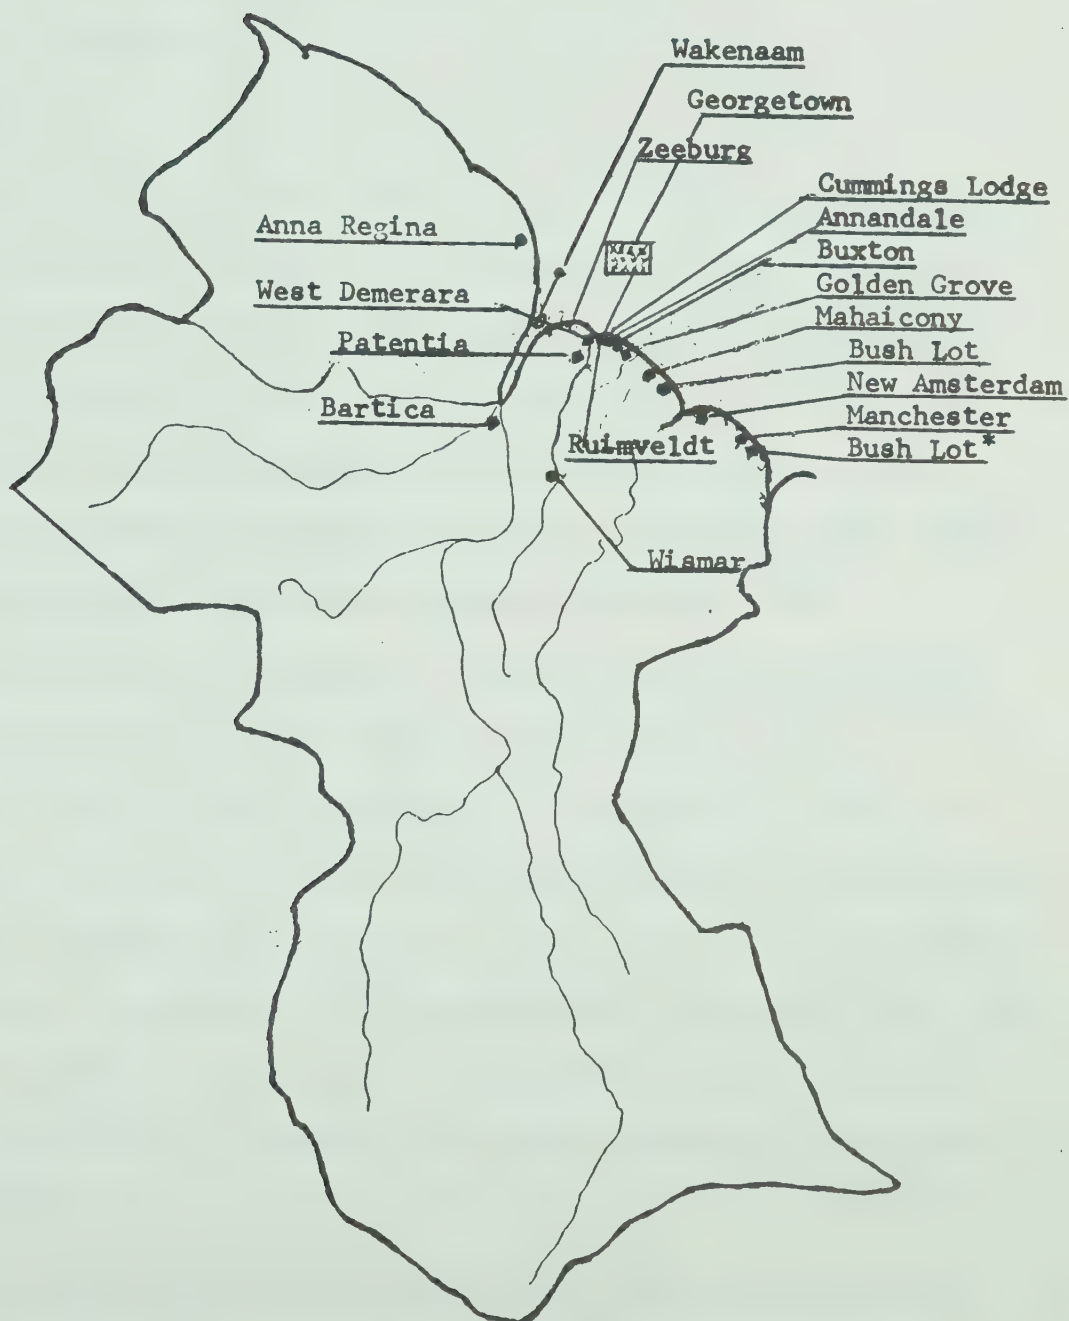 Wakenaam
Georgetown
Zeeburg
Cummings Lodge
Annandale
Anna Regina
Buxton
Golden Grove
West Demerara
Mahaicony
Patentia
Bush Lot
New Amsterdam
Bartica
Manchester
Ruimveldt
Bush Lot*
Wismar